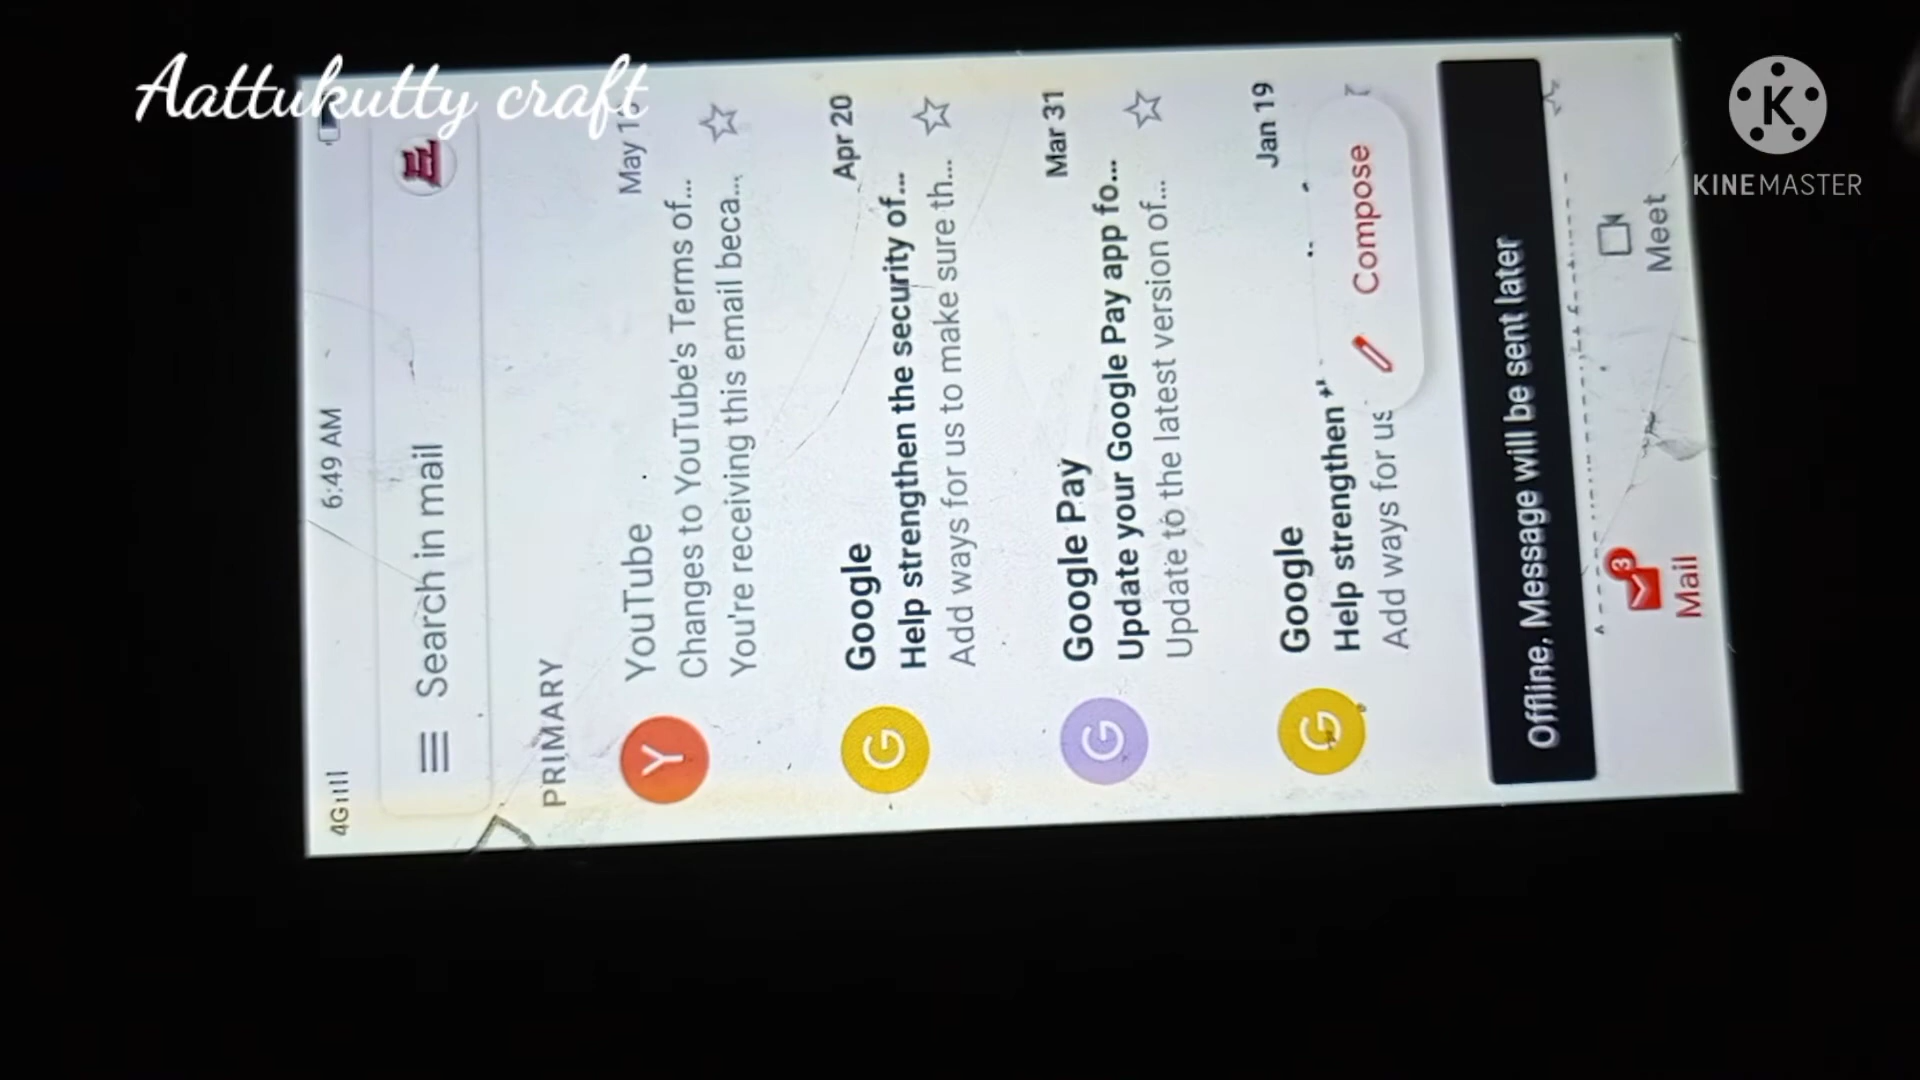 Aattukutty craft
K
KINEMASTER
4G 6:49 AM
Search in mail
PRIMARY
Y
YouTube May
Changes to YouTube's Terms of...
You're receiving this email beca...
G
Google Apr 20
Help strengthen the security of...
Add ways for us to make sure th...
G
Google Pay Mar 31
Update your Google Pay app fo...
Update to the latest version of...
G
Google Jan 19
Help strengthen
Add ways for us
Compose
Offline. Message will be sent later
3
Mail Meet